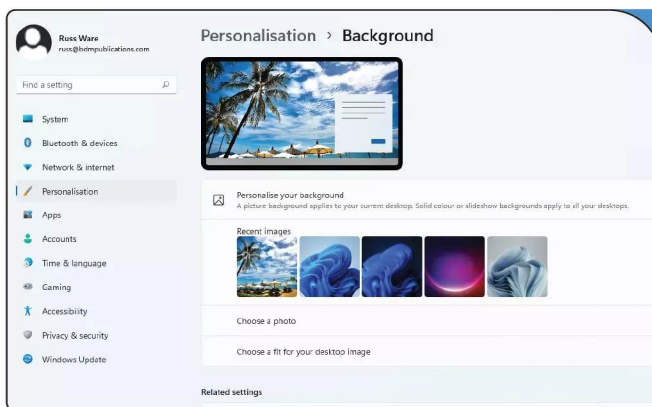 Russ Ware
russ@bdmpublications.com
Find a setting
System
Bluetooth & devices
Network & internet
Personalisation
Apps
Accounts
Time & language
Gaming
Accessibility
Privacy & security
Windows Update
Personalisation > Background
Personalise your background
A picture background applies to your current desktop. Solid colour or slideshow backgrounds apply to all your desktops.
Recent images
Choose a photo
Choose a fit for your desktop image
Related settings